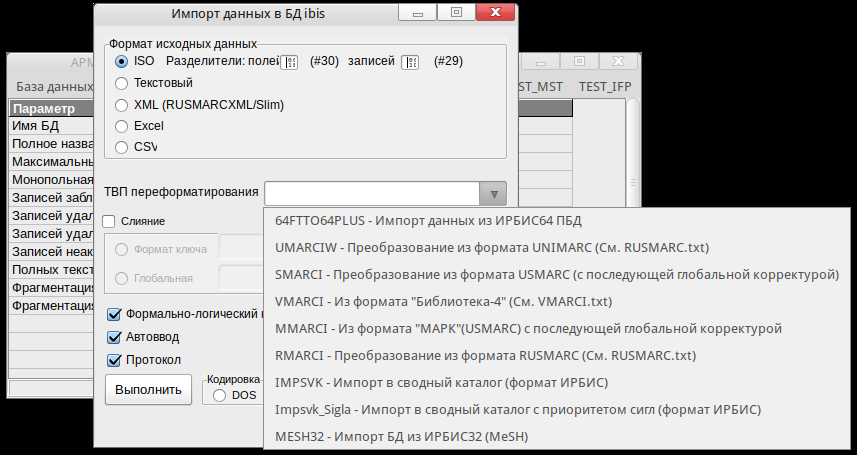 Импорт данных в БД ibis
АРМ
База данных
ST_MST TEST_IFP
Параметр
Имя БД
Полное назва
Максимальнь
Монопольная
Записей забл
Записей удал
Записей удал
Записей неак
Полных текст
Фрагментация
Фрагментация
Формат исходных данных
ISO Разделители: полей (#30) записей (#29)
Текстовый
XML (RUSMARCXML/Slim)
Excel
CSV
ТВП переформатирования
Слияние
Формат ключа
Глобальная
Формально-логический к
Автоввод
Протокол
Выполнить
Кодировка
DOS
64FTTO64PLUS - Импорт данных из ИРБИС64 ПБД
UMARCIW - Преобразование из формата UNIMARC (См. RUSMARC.txt)
SMARCI - Преобразование из формата USMARC (с последующей глобальной корректурой)
VMARCI - Из формата "Библиотека-4" (См. VMARCI.txt)
MMARCI - Из формата "МАРК"(USMARC) с последующей глобальной корректурой
RMARCI - Преобразование из формата RUSMARC (См. RUSMARC.txt)
IMPSVK - Импорт в сводный каталог (формат ИРБИС)
Impsvk_Sigla - Импорт в сводный каталог с приоритетом сигл (формат ИРБИС)
MESH32 - Импорт БД из ИРБИС32 (MeSH)